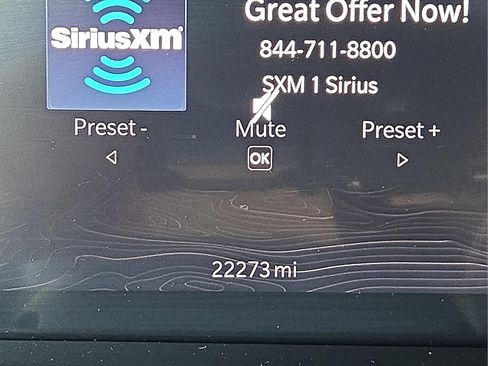 Great Offer Now!
SiriusXM
844-711-8800
SXM 1 Sirius
Preset - Mute Preset +
OK
22273 mi